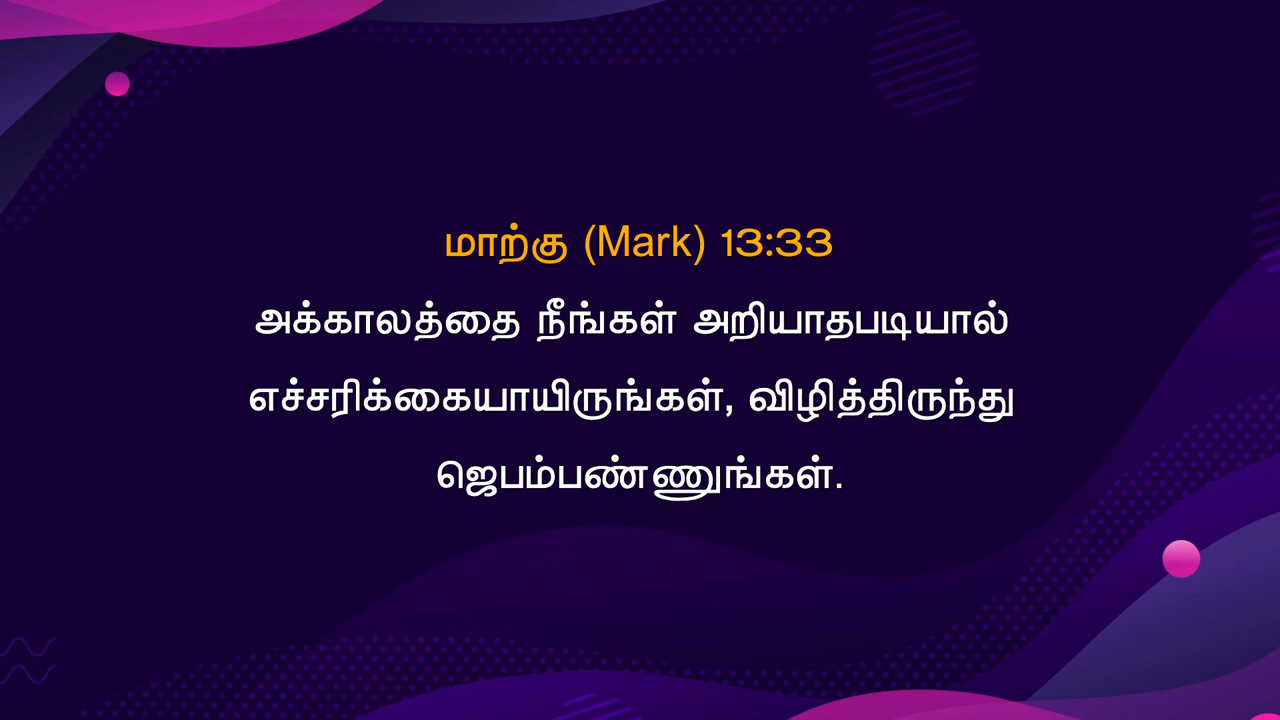 மாற்கு (Mark) 13:33
அக்காலத்தை நீங்கள் அறியாதபடியால்
எச்சரிக்கையாயிருங்கள், விழித்திருந்து
ஜெபம்பண்ணுங்கள்.